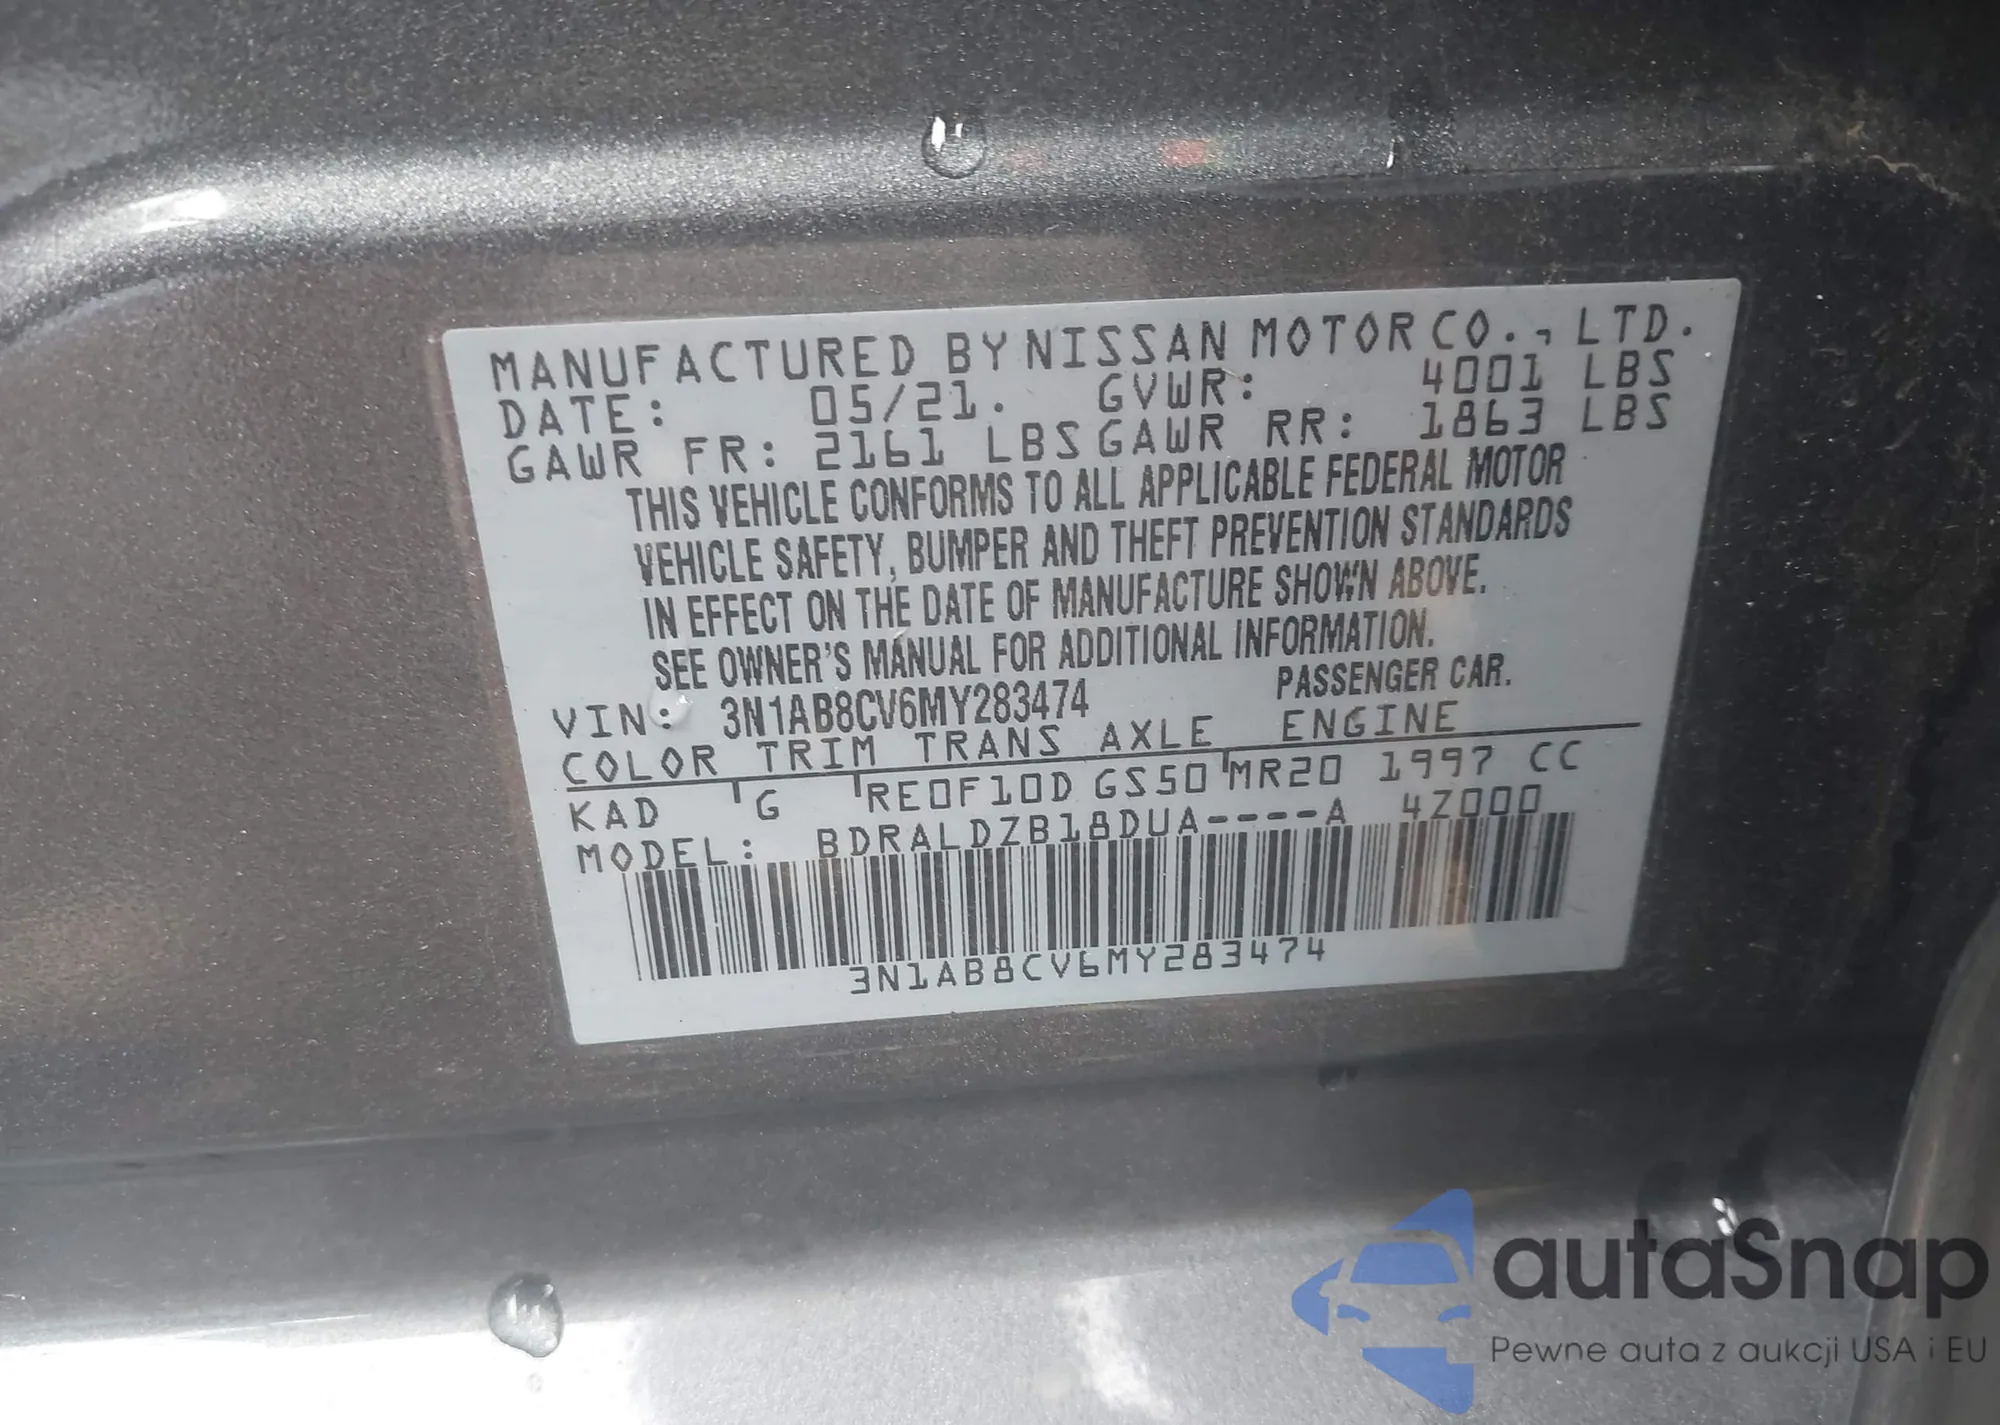 MANUFACTURED BY NISSAN MOTOR CO., LTD.
DATE: 05/21. GVWR: 4001 LBS
GAWR FR: 2161 LBS GAWR RR: 1863 LBS
THIS VEHICLE CONFORMS TO ALL APPLICABLE FEDERAL MOTOR
VEHICLE SAFETY, BUMPER AND THEFT PREVENTION STANDARDS
IN EFFECT ON THE DATE OF MANUFACTURE SHOWN ABOVE.
SEE OWNER'S MANUAL FOR ADDITIONAL INFORMATION.
VIN: 3N1AB8CV6MY283474 PASSENGER CAR.
COLOR TRIM TRANS AXLE ENGINE
KAD G RE0F10D GS50 MR20 1997 CC
MODEL: BDRALDZB18DUA----A 4Z000
3N1AB8CV6MY283474
autaSnap
Pewne auta z aukcji USA i EU